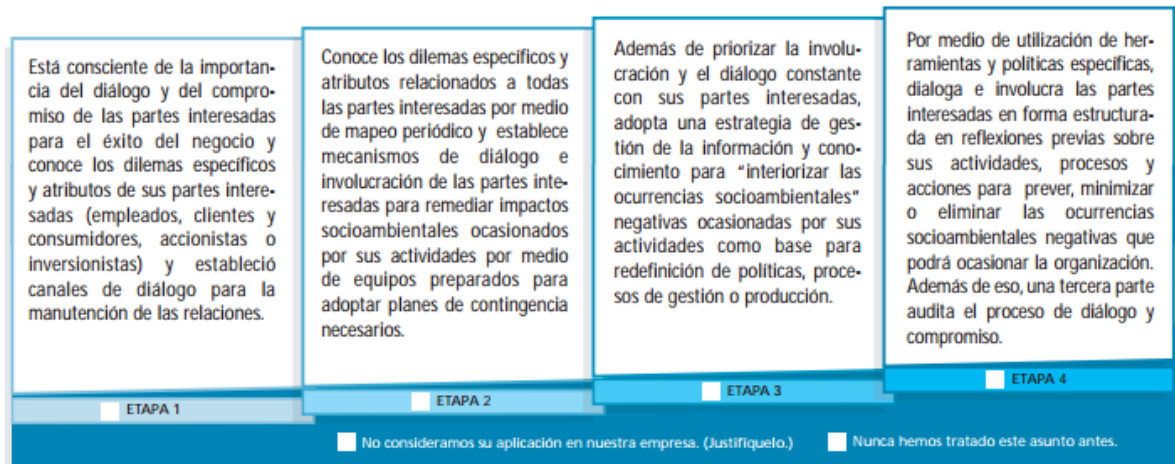 Está consciente de la importan-
cia del diálogo y del compro-
miso de las partes interesadas
para el éxito del negocio y
conoce los dilemas específicos
y atributos de sus partes intere-
sadas (empleados, clientes y
consumidores, accionistas o
inversionistas) y estableció
canales de diálogo para la
manutención de las relaciones.
ETAPA 1
Conoce los dilemas específicos y
atributos relacionados a todas
las partes interesadas por medio
de mapeo periódico y establece
mecanismos de diálogo e
involucración de las partes inte-
resadas para remediar impactos
socioambientales ocasionados
por sus actividades por medio
de equipos preparados para
adoptar planes de contingencia
necesarios.
ETAPA 2
Además de priorizar la involu-
cración y el diálogo constante
con sus partes interesadas,
adopta una estrategia de ges-
tión de la información y cono-
cimiento para "interiorizar las
ocurrencias socioambientales"
negativas ocasionadas por sus
actividades como base para
redefinición de políticas, proce-
sos de gestión o producción.
ETAPA 3
Por medio de utilización de her-
ramientas y políticas específicas,
dialoga e involucra las partes
interesadas en forma estructura-
da en reflexiones previas sobre
sus actividades, procesos y
acciones para prever, minimizar
o eliminar las ocurrencias
socioambientales negativas que
podrá ocasionar la organización.
Además de eso, una tercera parte
audita el proceso de diálogo y
compromiso.
ETAPA 4
No consideramos su aplicación en nuestra empresa. (Justifíquelo.)
Nunca hemos tratado este asunto antes.